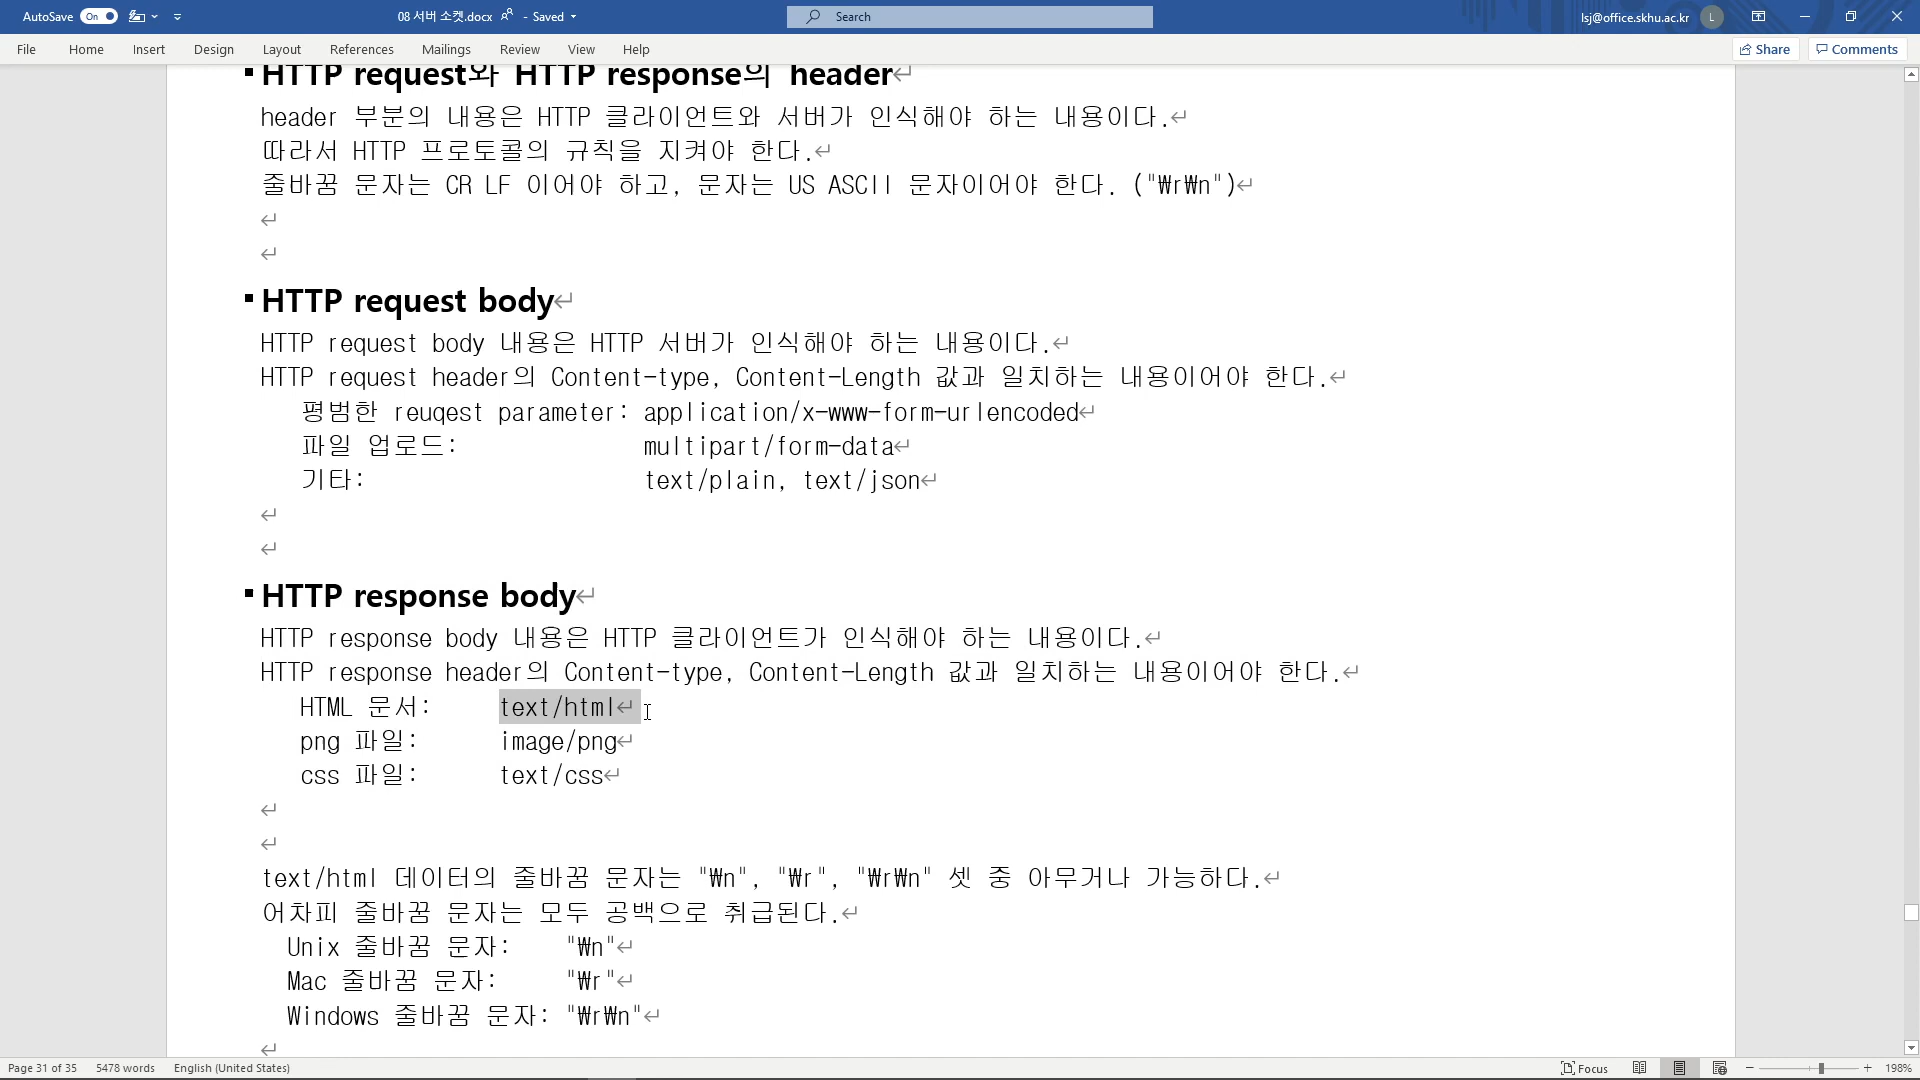 AutoSave On 08 서버 소켓.docx - Saved Search lsj@office.skhu.ac.kr L
File Home Insert Design Layout References Mailings Review View Help Share Comments
HTTP request와 HTTP response의 header
header 부분의 내용은 HTTP 클라이언트와 서버가 인식해야 하는 내용이다.
따라서 HTTP 프로토콜의 규칙을 지켜야 한다.
줄바꿈 문자는 CR LF 이어야 하고, 문자는 US ASCII 문자이어야 한다. ("₩r₩n")
HTTP request body
HTTP request body 내용은 HTTP 서버가 인식해야 하는 내용이다.
HTTP request header의 Content-type, Content-Length 값과 일치하는 내용이어야 한다.
평범한 reuqest parameter: application/x-www-form-urlencoded
파일 업로드: multipart/form-data
기타: text/plain, text/json
HTTP response body
HTTP response body 내용은 HTTP 클라이언트가 인식해야 하는 내용이다.
HTTP response header의 Content-type, Content-Length 값과 일치하는 내용이어야 한다.
HTML 문서: text/html
png 파일: image/png
css 파일: text/css
text/html 데이터의 줄바꿈 문자는 "₩n", "₩r", "₩r₩n" 셋 중 아무거나 가능하다.
어차피 줄바꿈 문자는 모두 공백으로 취급된다.
Unix 줄바꿈 문자: "₩n"
Mac 줄바꿈 문자: "₩r"
Windows 줄바꿈 문자: "₩r₩n"
Page 31 of 35 5478 words English (United States) Focus 198%